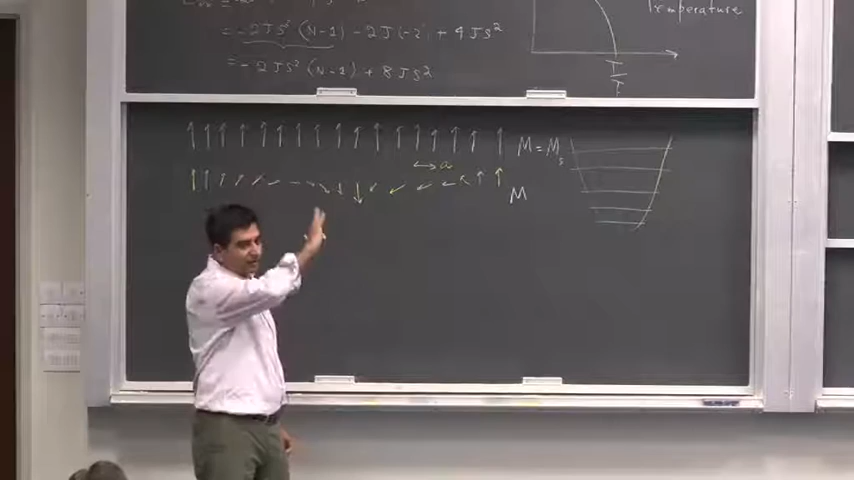 = -2JS² (N-1) - 2J(-2) + 4JS²
= -2JS² (N-1) + 8JS²
Temperature
T
F
M = Ms
a
M